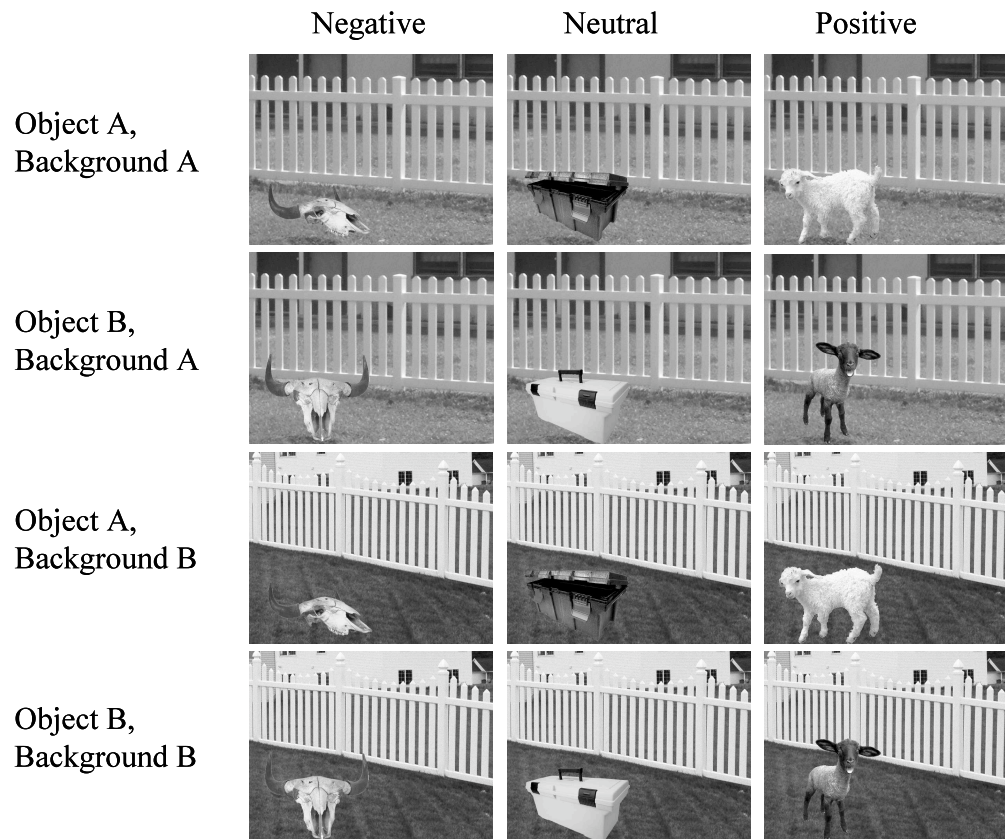 Negative
Neutral
Positive
Object A,
Background A
Object B,
Background A
Object A,
Background B
Object B,
Background B